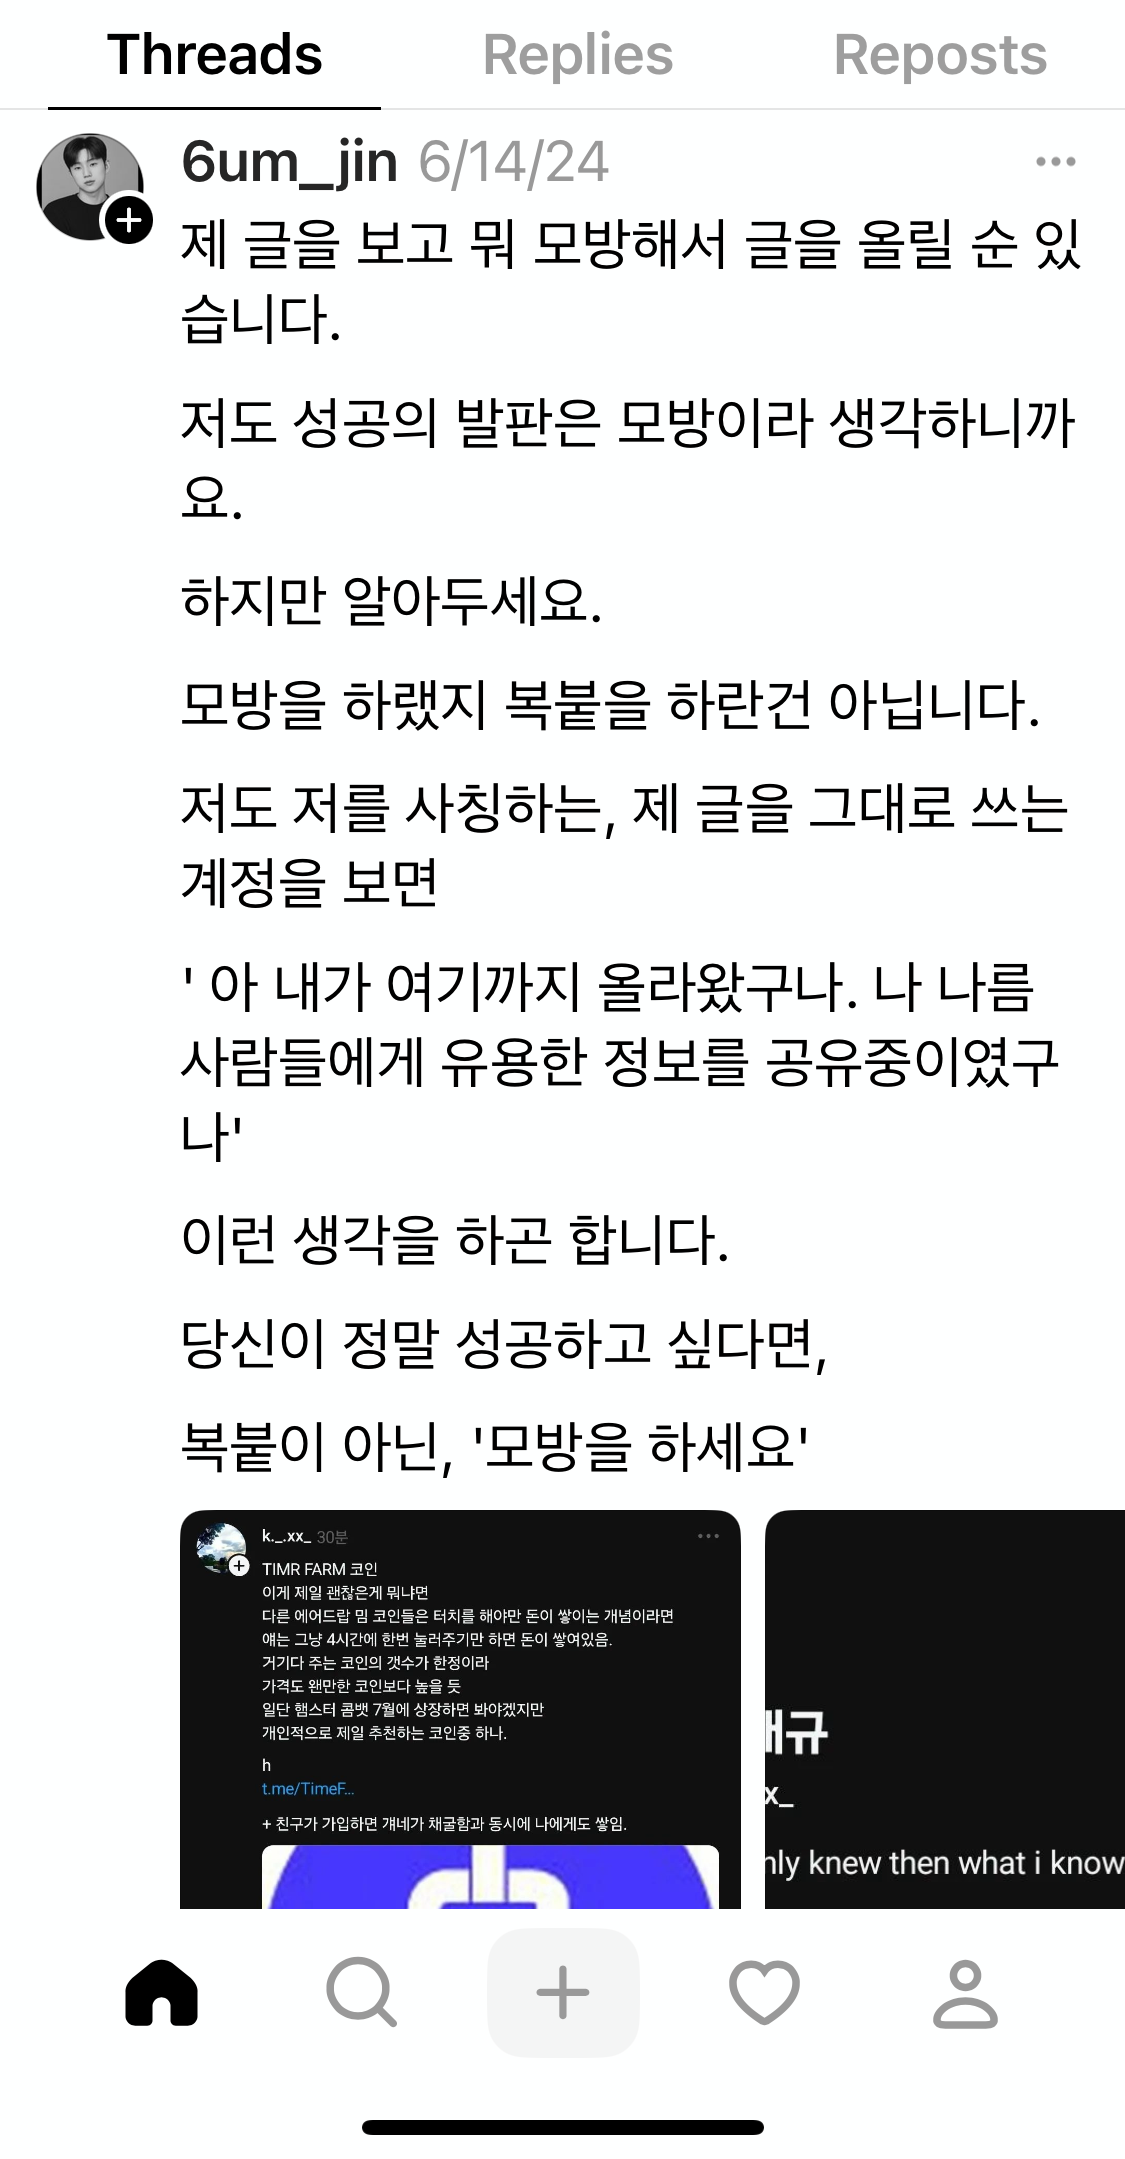 Threads Replies Reposts
6um_jin 6/14/24
제 글을 보고 뭐 모방해서 글을 올릴 순 있
습니다.
저도 성공의 발판은 모방이라 생각하니까
요.
하지만 알아두세요.
모방을 하랬지 복붙을 하란건 아닙니다.
저도 저를 사칭하는, 제 글을 그대로 쓰는
계정을 보면
' 아 내가 여기까지 올라왔구나. 나 나름
사람들에게 유용한 정보를 공유중이였구
나'
이런 생각을 하곤 합니다.
당신이 정말 성공하고 싶다면,
복붙이 아닌, '모방을 하세요'
k._.xx_ 30분
TIMR FARM 코인
이게 제일 괜찮은게 뭐냐면
다른 에어드랍 밈 코인들은 터치를 해야만 돈이 쌓이는 개념이라면
얘는 그냥 4시간에 한번 눌러주기만 하면 돈이 쌓여있음.
거기다 주는 코인의 갯수가 한정이라
가격도 왠만한 코인보다 높을 듯
일단 햄스터 콤뱃 7월에 상장하면 봐야겠지만
개인적으로 제일 추천하는 코인중 하나.
h
t.me/TimeF...
+ 친구가 가입하면 걔네가 채굴함과 동시에 나에게도 쌓임.
규
x_
nly knew then what i know